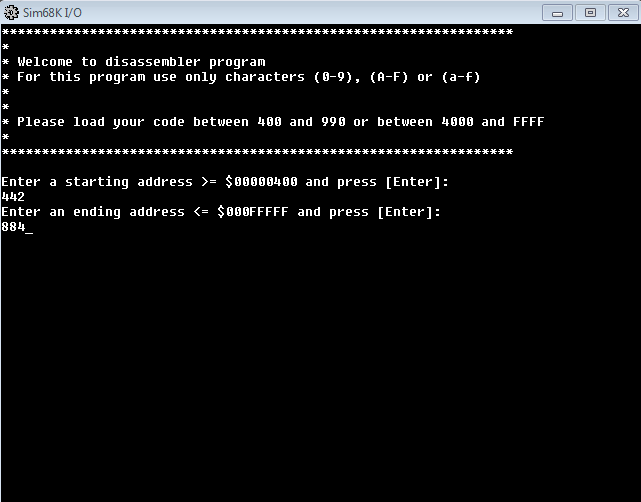 Sim68K I/O
****************************************************************
*
* Welcome to disassembler program
* For this program use only characters (0-9), (A-F) or (a-f)
*
*
* Please load your code between 400 and 990 or between 4000 and FFFF
*
****************************************************************
Enter a starting address >= $00000400 and press [Enter]:
442
Enter an ending address <= $000FFFFF and press [Enter]:
884_